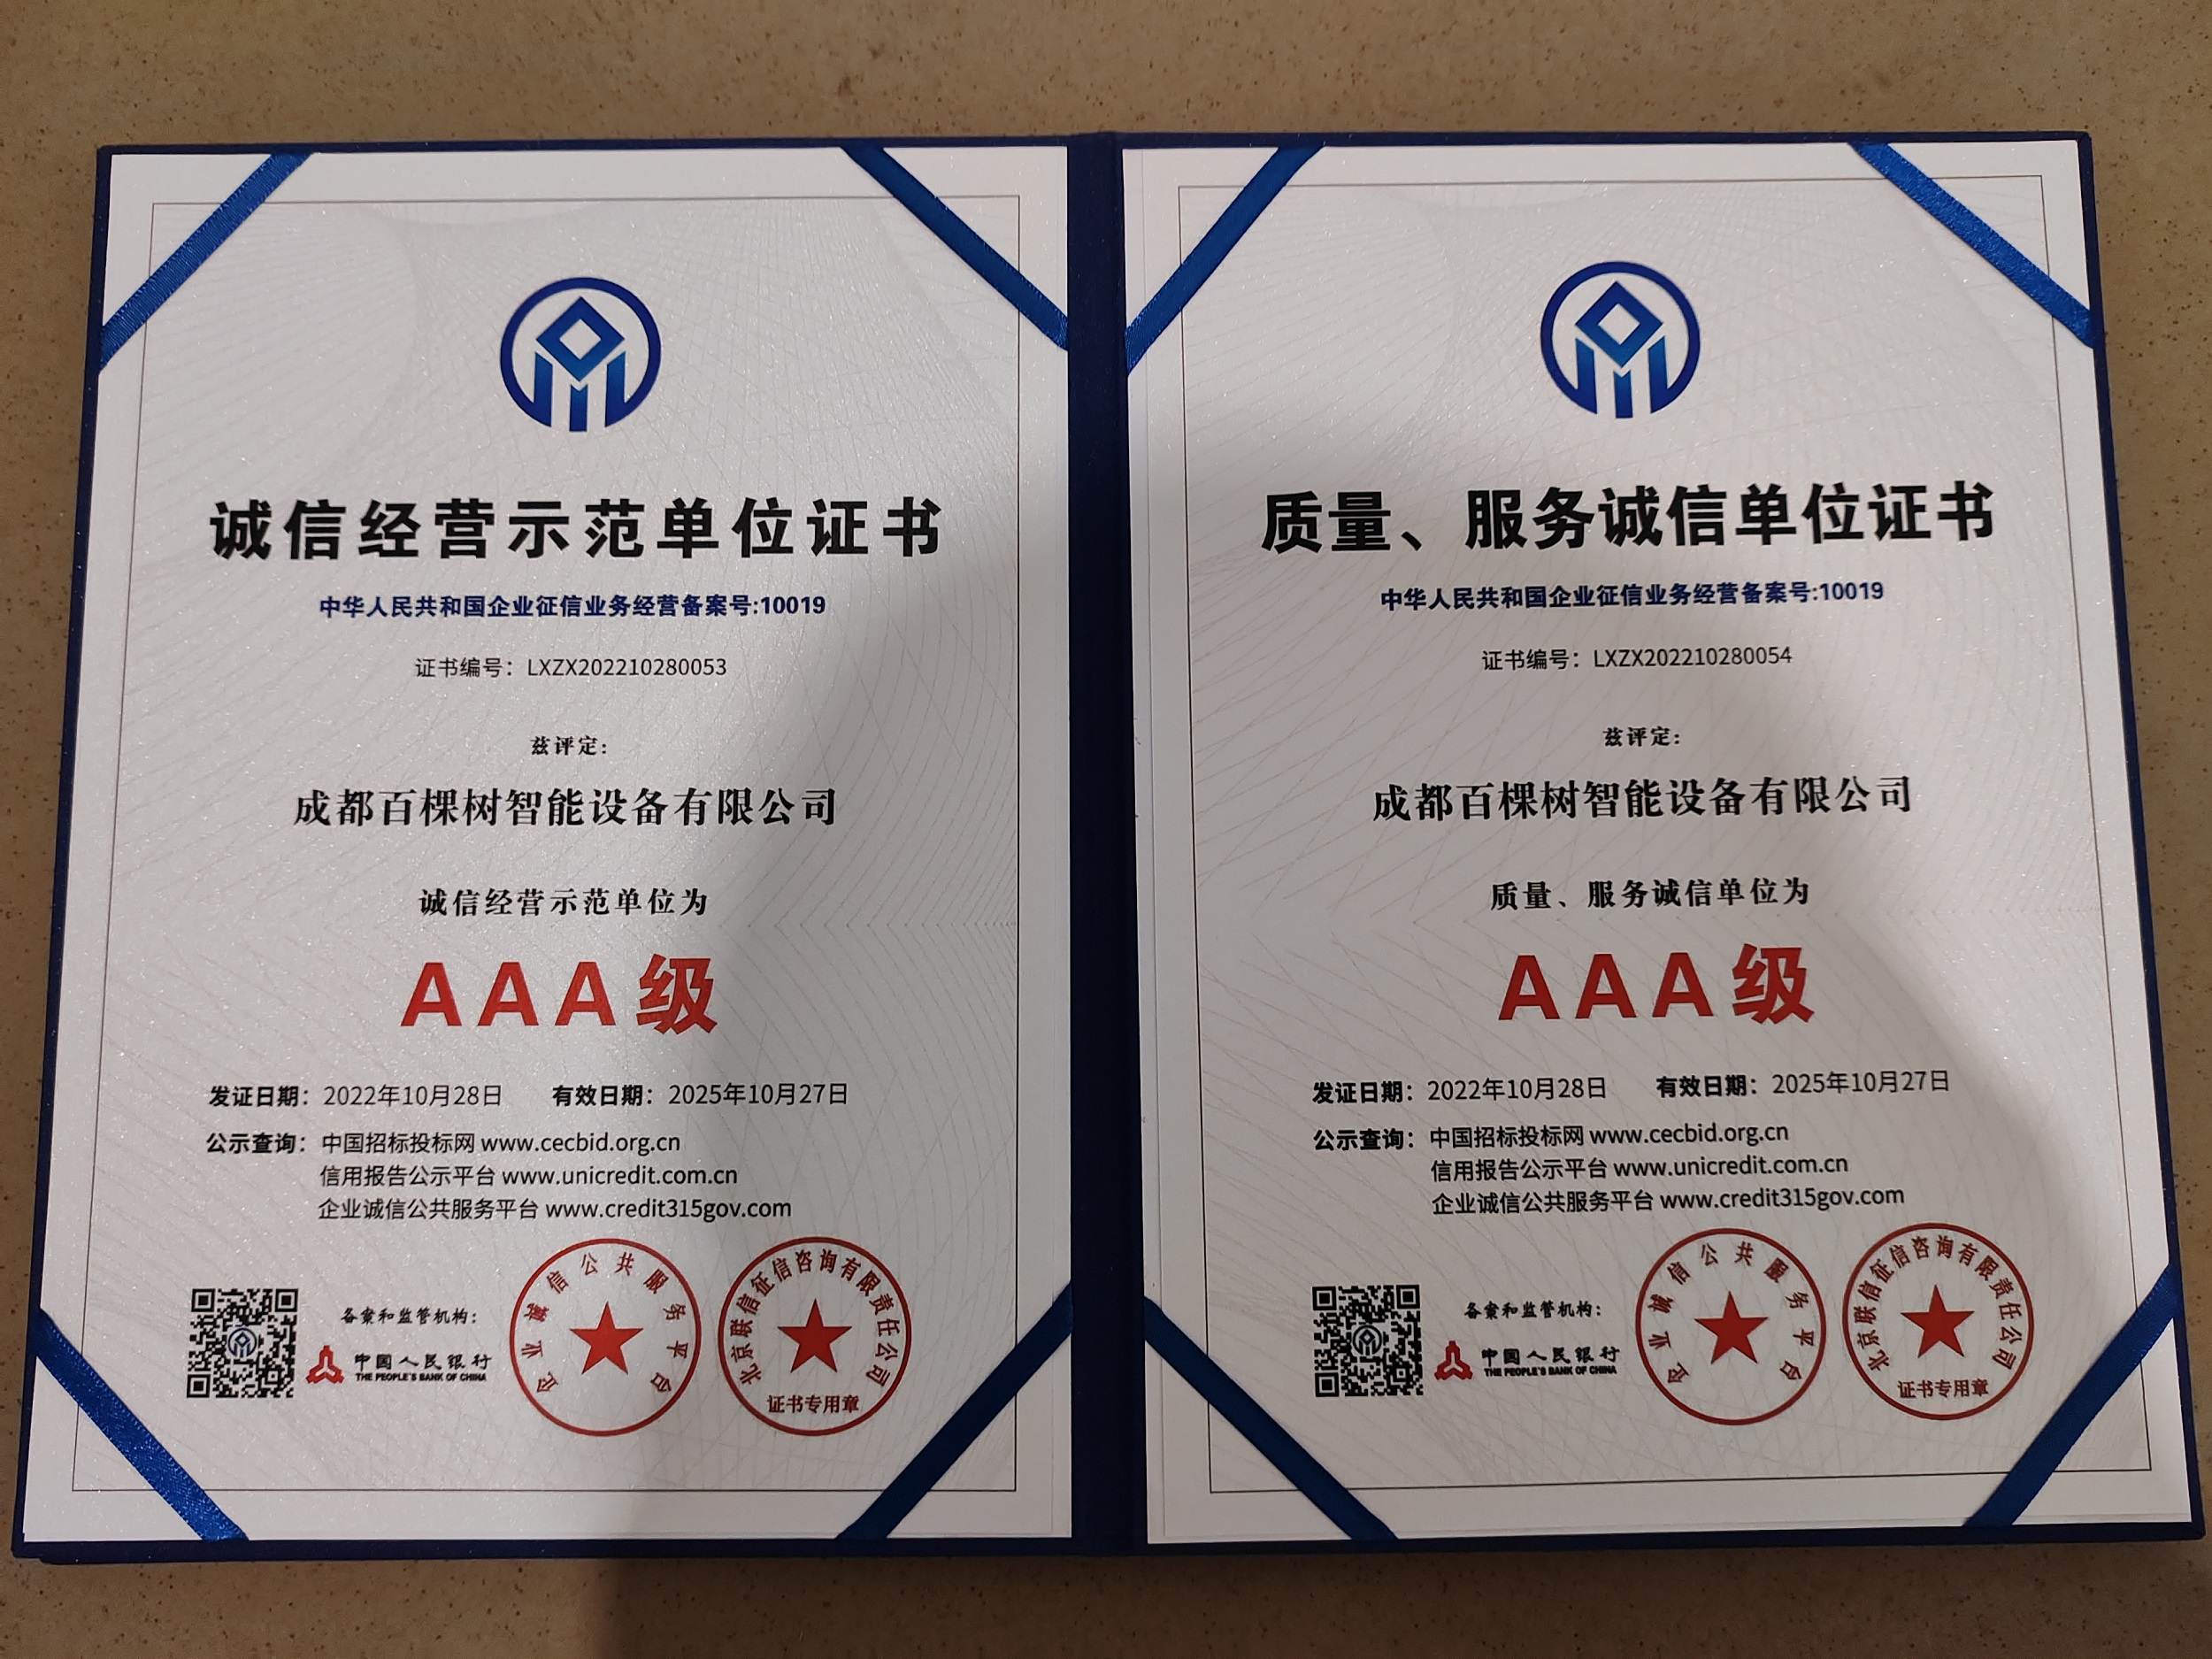 诚信经营示范单位证书
中华人民共和国企业征信业务经营备案号:10019
证书编号：LXZX202210280053
兹评定：
成都百棵树智能设备有限公司
诚信经营示范单位为
AAA级
发证日期：2022年10月28日 有效日期：2025年10月27日
公示查询：中国招标投标网 www.cecbid.org.cn
信用报告公示平台 www.unicredit.com.cn
企业诚信公共服务平台 www.credit315gov.com
备案和监管机构：
中国人民银行
THE PEOPLE'S BANK OF CHINA
企业诚信公共服务平台
北京联信征信咨询有限责任公司
证书专用章
质量、服务诚信单位证书
中华人民共和国企业征信业务经营备案号:10019
证书编号：LXZX202210280054
兹评定：
成都百棵树智能设备有限公司
质量、服务诚信单位为
AAA级
发证日期：2022年10月28日 有效日期：2025年10月27日
公示查询：中国招标投标网 www.cecbid.org.cn
信用报告公示平台 www.unicredit.com.cn
企业诚信公共服务平台 www.credit315gov.com
备案和监管机构：
中国人民银行
THE PEOPLE'S BANK OF CHINA
企业诚信公共服务平台
北京联信征信咨询有限责任公司
证书专用章